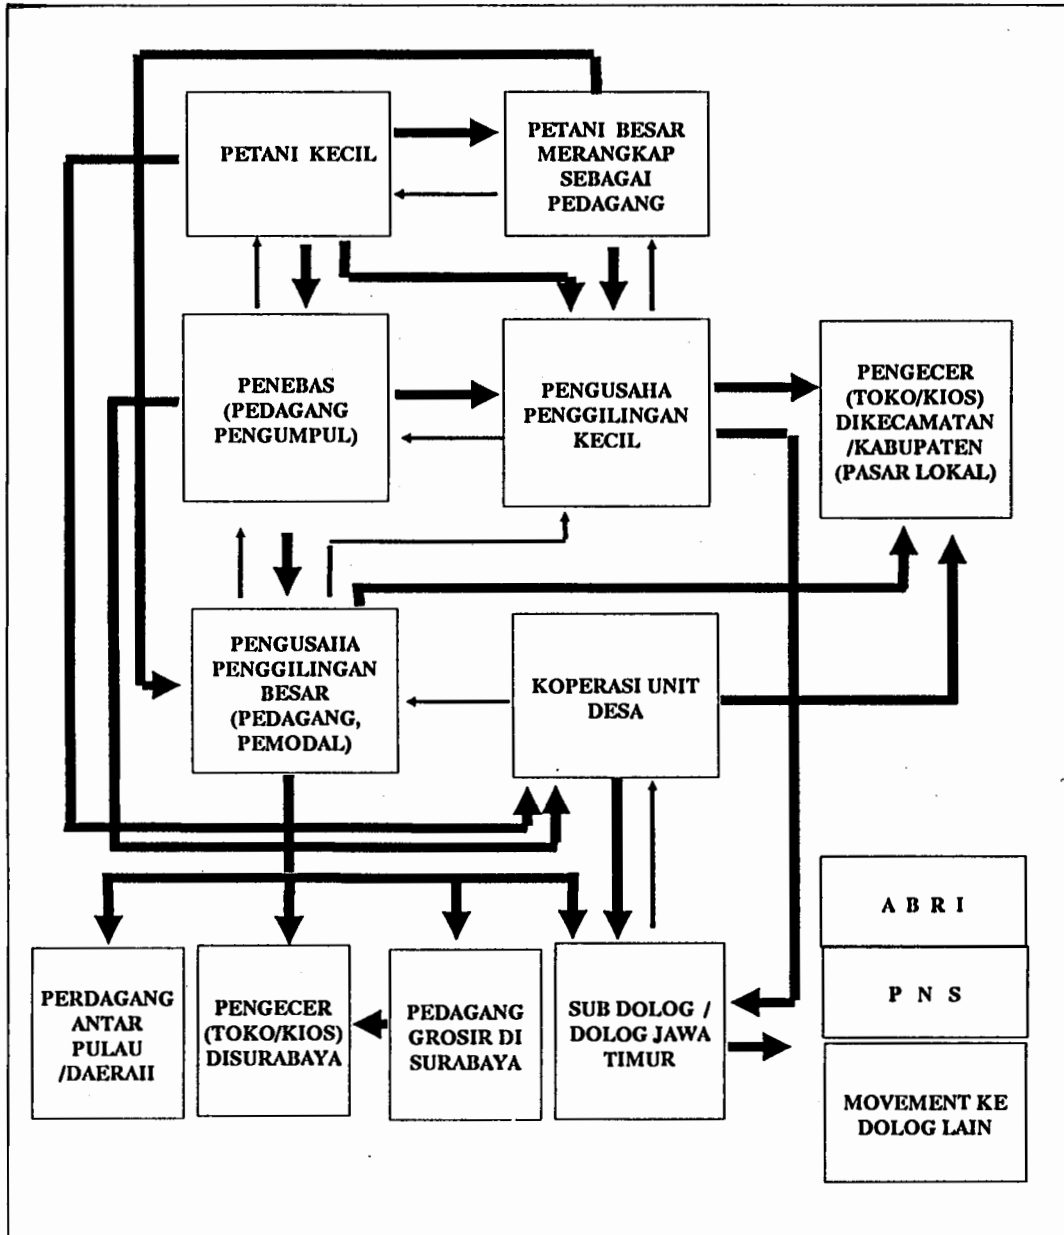 PETANI KECIL
PETANI BESAR
MERANGKAP
SEBAGAI
PEDAGANG
PENEBAS
(PEDAGANG
PENGUMPUL)
PENGUSAHA
PENGGILINGAN
KECIL
PENGECER
(TOKO/KIOS)
DIKECAMATAN
/KABUPATEN
(PASAR LOKAL)
PENGUSAHA
PENGGILINGAN
BESAR
(PEDAGANG,
PEMODAL)
KOPERASI UNIT
DESA
A B R I
P N S
MOVEMENT KE
DOLOG LAIN
PERDAGANG
ANTAR
PULAU
/DAERAH
PENGECER
(TOKO/KIOS)
DISURABAYA
PEDAGANG
GROSIR DI
SURABAYA
SUB DOLOG /
DOLOG JAWA
TIMUR